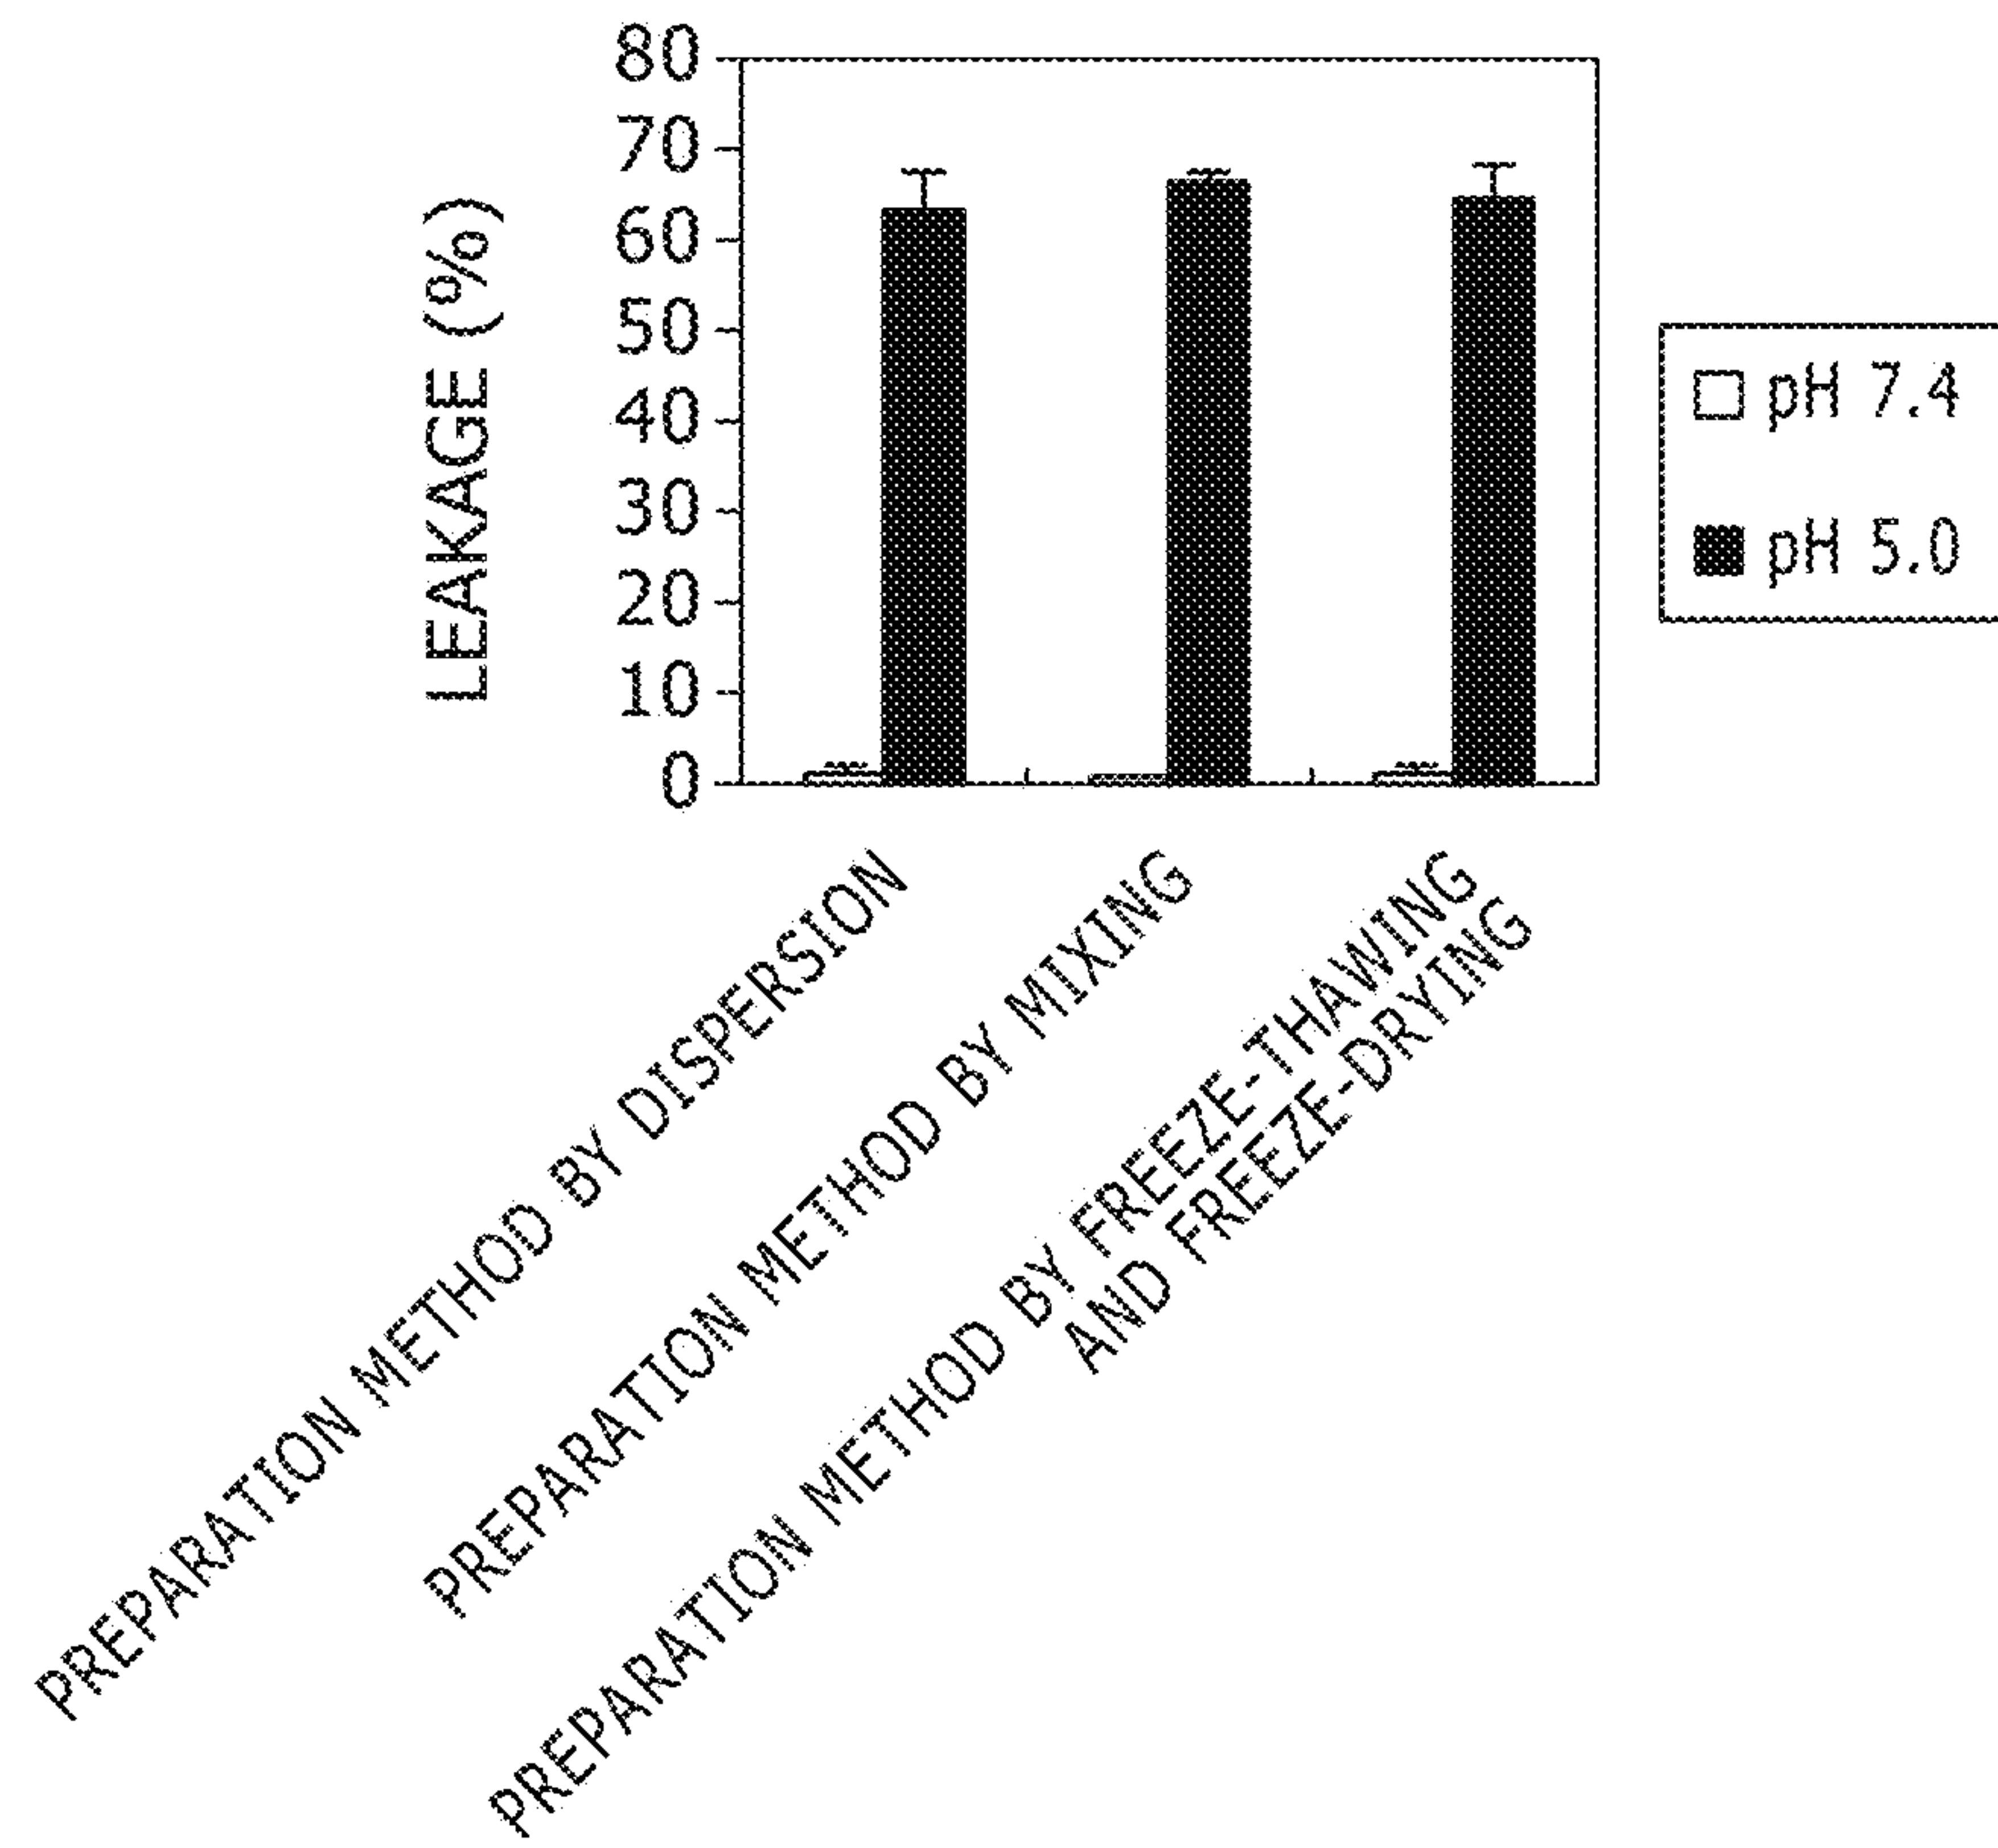 LEAKAGE (%)
80
70
60
50
40
30
20
10
0
pH 7.4
pH 5.0
PREPARATION METHOD BY DISPERSION
PREPARATION METHOD BY MIXING
PREPARATION METHOD BY FREEZE-THAWING
AND FREEZE-DRYING